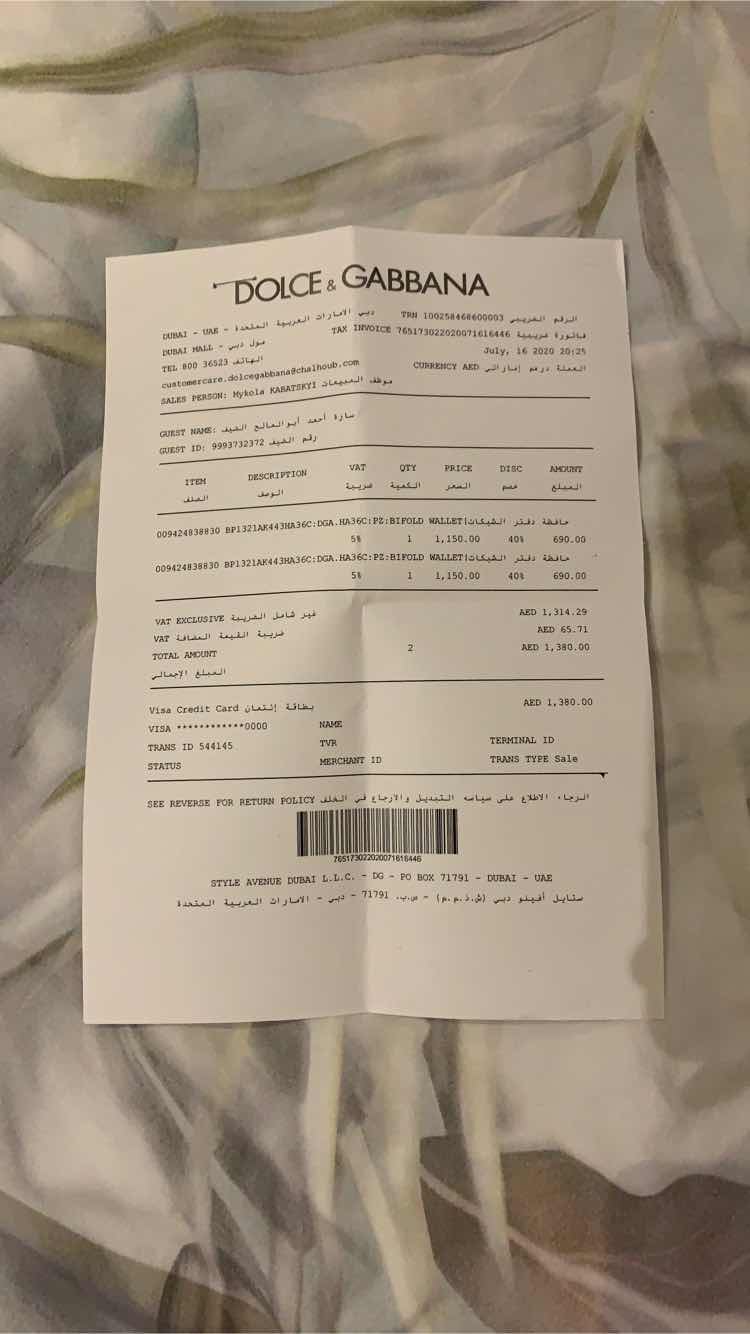 DOLCE & GABBANA
DUBAI - UAE - دبي الامارات العربية المتحدة
TRN 100258468600003 الرقم الضريبي
DUBAI MALL - مول دبي
TAX INVOICE 765173022020071616446 فاتورة ضريبية
TEL 800 36523 الهاتف
July, 16 2020 20:25
customercare.dolcegabbana@chalhoub.com
CURRENCY AED العملة درهم إماراتي
SALES PERSON: Mykola KABATSKYI موظف المبيعات
GUEST NAME: سارة أحمد الضيف
GUEST ID: 9993732372 رقم الضيف
ITEM DESCRIPTION VAT QTY PRICE DISC AMOUNT
الصنف الوصف ضريبة الكمية السعر خصم المبلغ
009424838830 BP1321AK443HA36C:DGA.HA36C:PZ:BIFOLD WALLET|حافظة دفتر الشيكات
5% 1 1,150.00 40% 690.00
009424838830 BP1321AK443HA36C:DGA.HA36C:PZ:BIFOLD WALLET|حافظة دفتر الشيكات
5% 1 1,150.00 40% 690.00
VAT EXCLUSIVE غير شامل الضريبة AED 1,314.29
VAT ضريبة القيمة المضافة AED 65.71
TOTAL AMOUNT 2 AED 1,380.00
المبلغ الإجمالي
Visa Credit Card بطاقة إئتمان AED 1,380.00
VISA ************0000 NAME
TRANS ID 544145 TVR TERMINAL ID
STATUS MERCHANT ID TRANS TYPE Sale
SEE REVERSE FOR RETURN POLICY الرجاء الاطلاع على سياسه التبديل والارجاع في الخلف
765173022020071616446
STYLE AVENUE DUBAI L.L.C. - DG - PO BOX 71791 - DUBAI - UAE
ستايل أفينو دبي (ش.ذ.م.م) - ص.ب. 71791 - دبي - الامارات العربية المتحدة